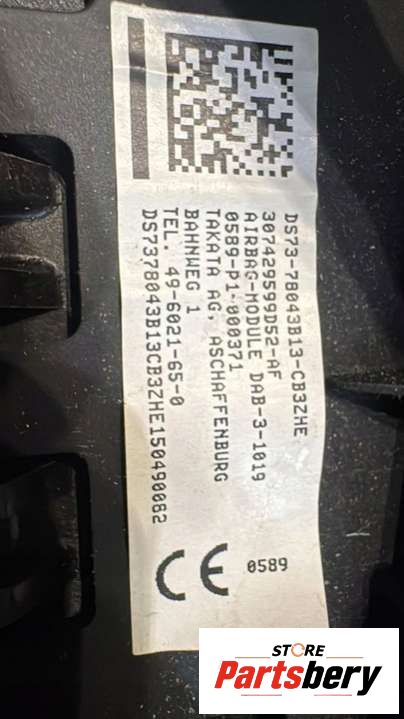 DS73-78043B13-CB3ZHE
307429599D52-AF
AIRBAG-MODULE DAB-3-1019
0589-P1-000371
TAKATA AG, ASCHAFFENBURG
BAHNWEG 1
TEL. 49-6021-65-0
DS7378043B13CB3ZHE150490082
CE 0589
STORE
Partsbery